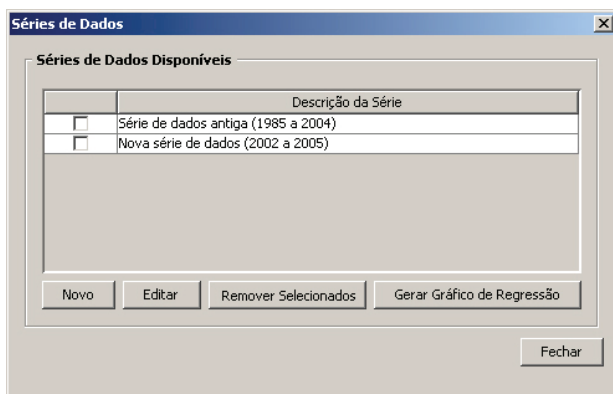 Séries de Dados
Séries de Dados Disponíveis
Descrição da Série
Série de dados antiga (1985 a 2004)
Nova série de dados (2002 a 2005)
Novo Editar Remover Selecionados Gerar Gráfico de Regressão
Fechar